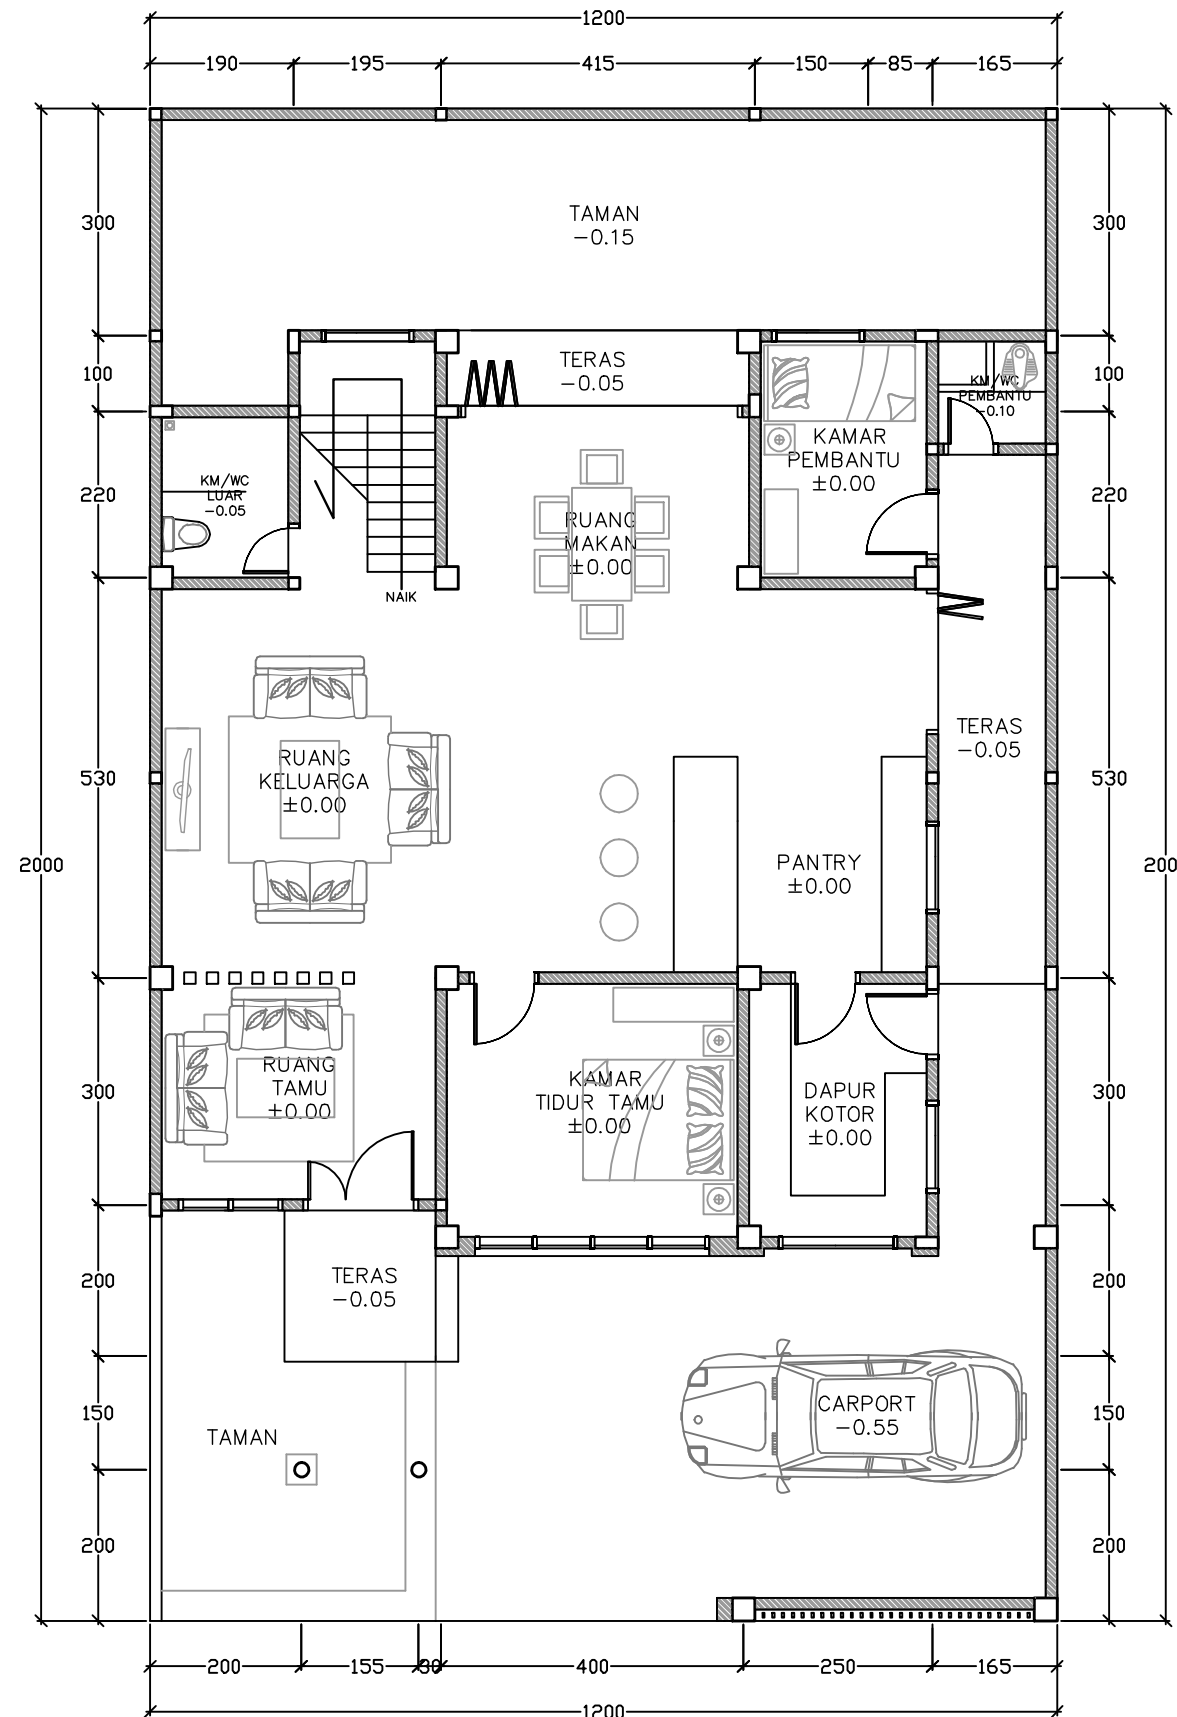 1200
190
195
415
150
85
165
300
TAMAN
-0.15
300
100
TERAS
-0.05
KM/WC
PEMBANTU
-0.10
100
KAMAR
PEMBANTU
±0.00
KM/WC
LUAR
-0.05
220
RUANG
MAKAN
±0.00
220
NAIK
RUANG
KELUARGA
±0.00
TERAS
-0.05
530
530
PANTRY
±0.00
2000
200
RUANG
TAMU
±0.00
KAMAR
TIDUR TAMU
±0.00
DAPUR
KOTOR
±0.00
300
300
TERAS
-0.05
200
200
CARPORT
-0.55
TAMAN
150
150
200
200
200
155
30
400
250
165
1200